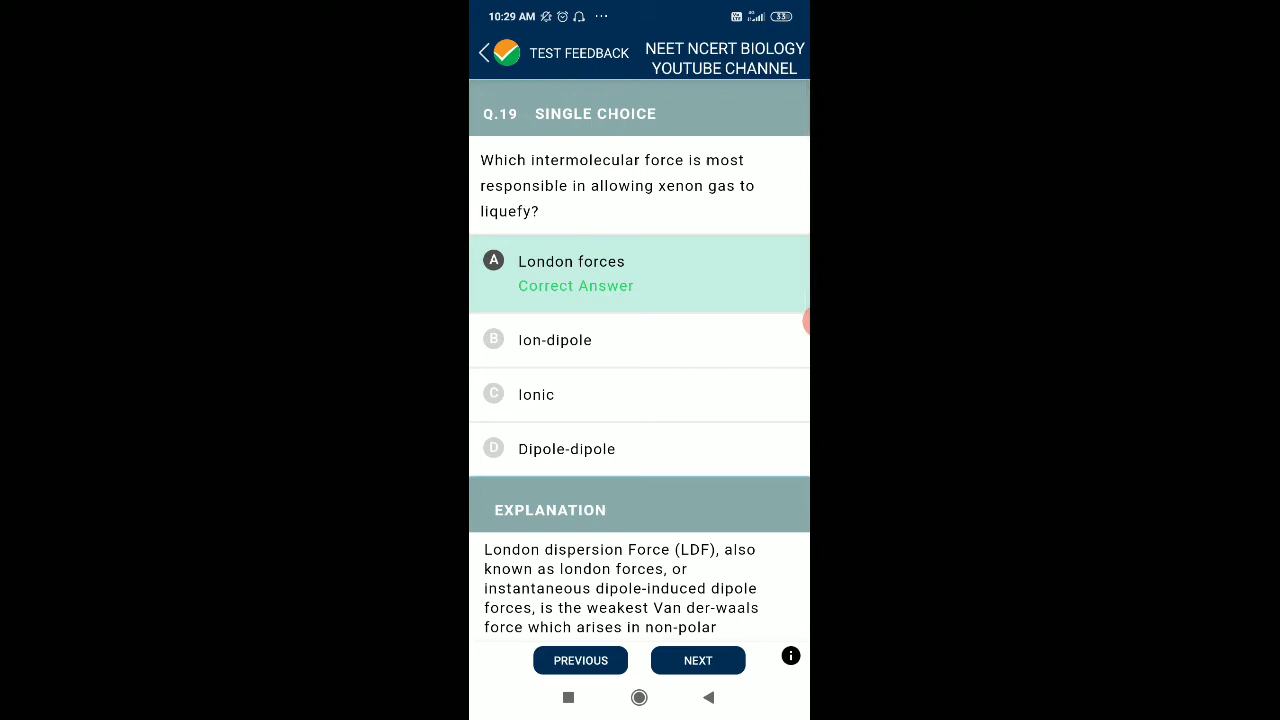 10:29 AM ...
4G
33
TEST FEEDBACK
NEET NCERT BIOLOGY
YOUTUBE CHANNEL
Q.19 SINGLE CHOICE
Which intermolecular force is most
responsible in allowing xenon gas to
liquefy?
A London forces
Correct Answer
B Ion-dipole
C Ionic
D Dipole-dipole
EXPLANATION
London dispersion Force (LDF), also
known as london forces, or
instantaneous dipole-induced dipole
forces, is the weakest Van der-waals
force which arises in non-polar
PREVIOUS NEXT i